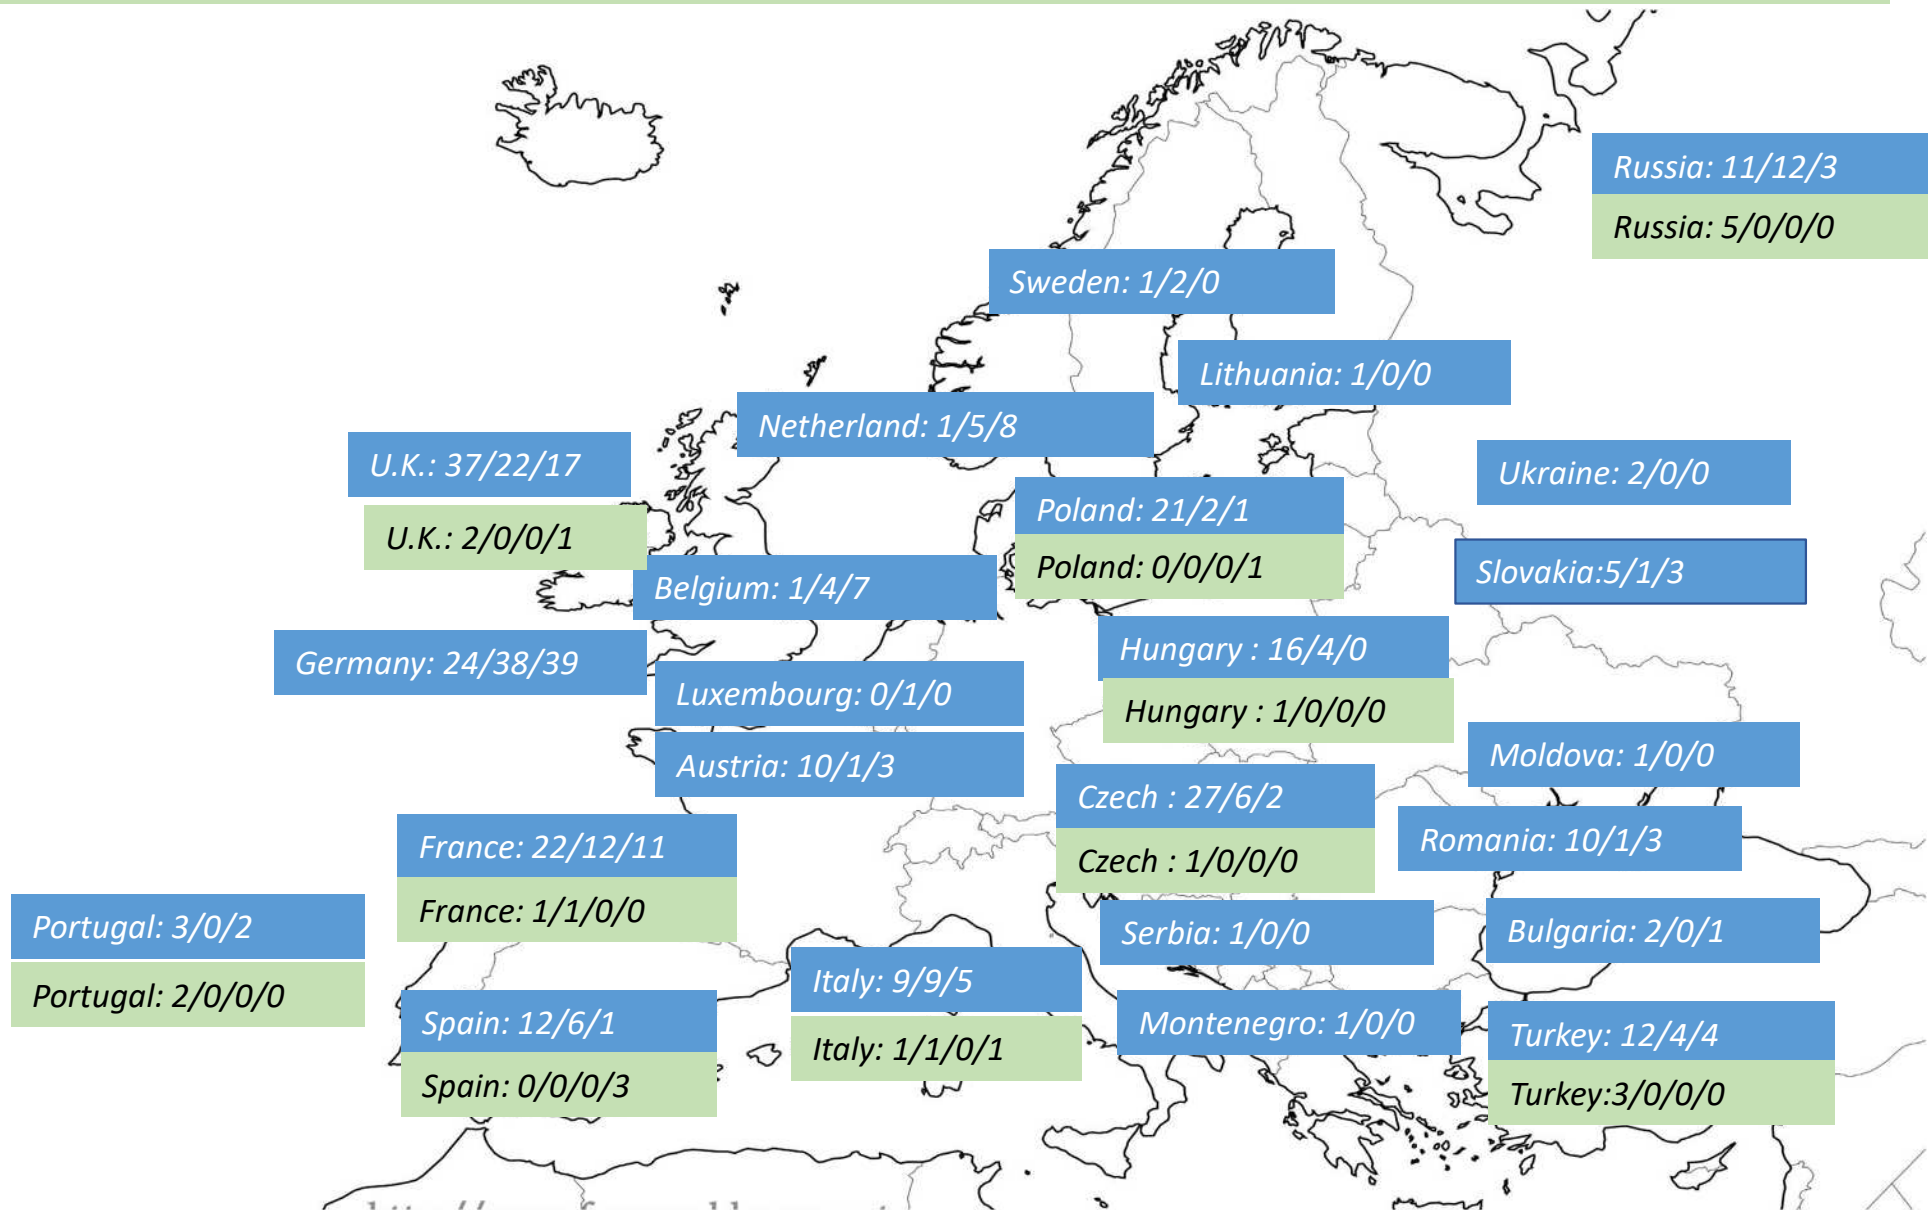 Russia: 11/12/3
Russia: 5/0/0/0
Sweden: 1/2/0
Lithuania: 1/0/0
Netherland: 1/5/8
U.K.: 37/22/17
U.K.: 2/0/0/1
Ukraine: 2/0/0
Poland: 21/2/1
Poland: 0/0/0/1
Belgium: 1/4/7
Slovakia:5/1/3
Germany: 24/38/39
Hungary : 16/4/0
Hungary : 1/0/0/0
Luxembourg: 0/1/0
Austria: 10/1/3
Moldova: 1/0/0
Czech : 27/6/2
Czech : 1/0/0/0
Romania: 10/1/3
France: 22/12/11
France: 1/1/0/0
Portugal: 3/0/2
Portugal: 2/0/0/0
Serbia: 1/0/0
Bulgaria: 2/0/1
Italy: 9/9/5
Italy: 1/1/0/1
Spain: 12/6/1
Spain: 0/0/0/3
Montenegro: 1/0/0
Turkey: 12/4/4
Turkey:3/0/0/0